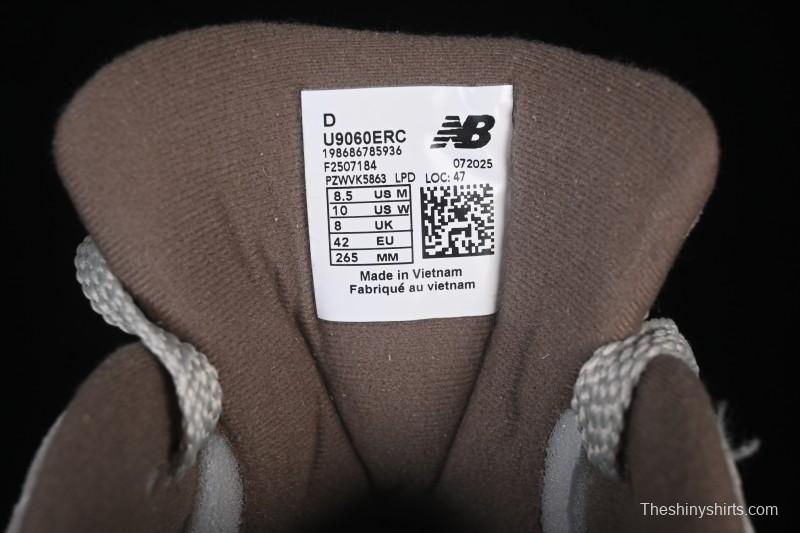 D
U9060ERC
198686785936
F2507184 072025
PZWVK5863 LPD LOC: 47
8.5 US M
10 US W
8 UK
42 EU
265 MM
NB
Made in Vietnam
Fabriqué au vietnam
Theshinyshirts.com